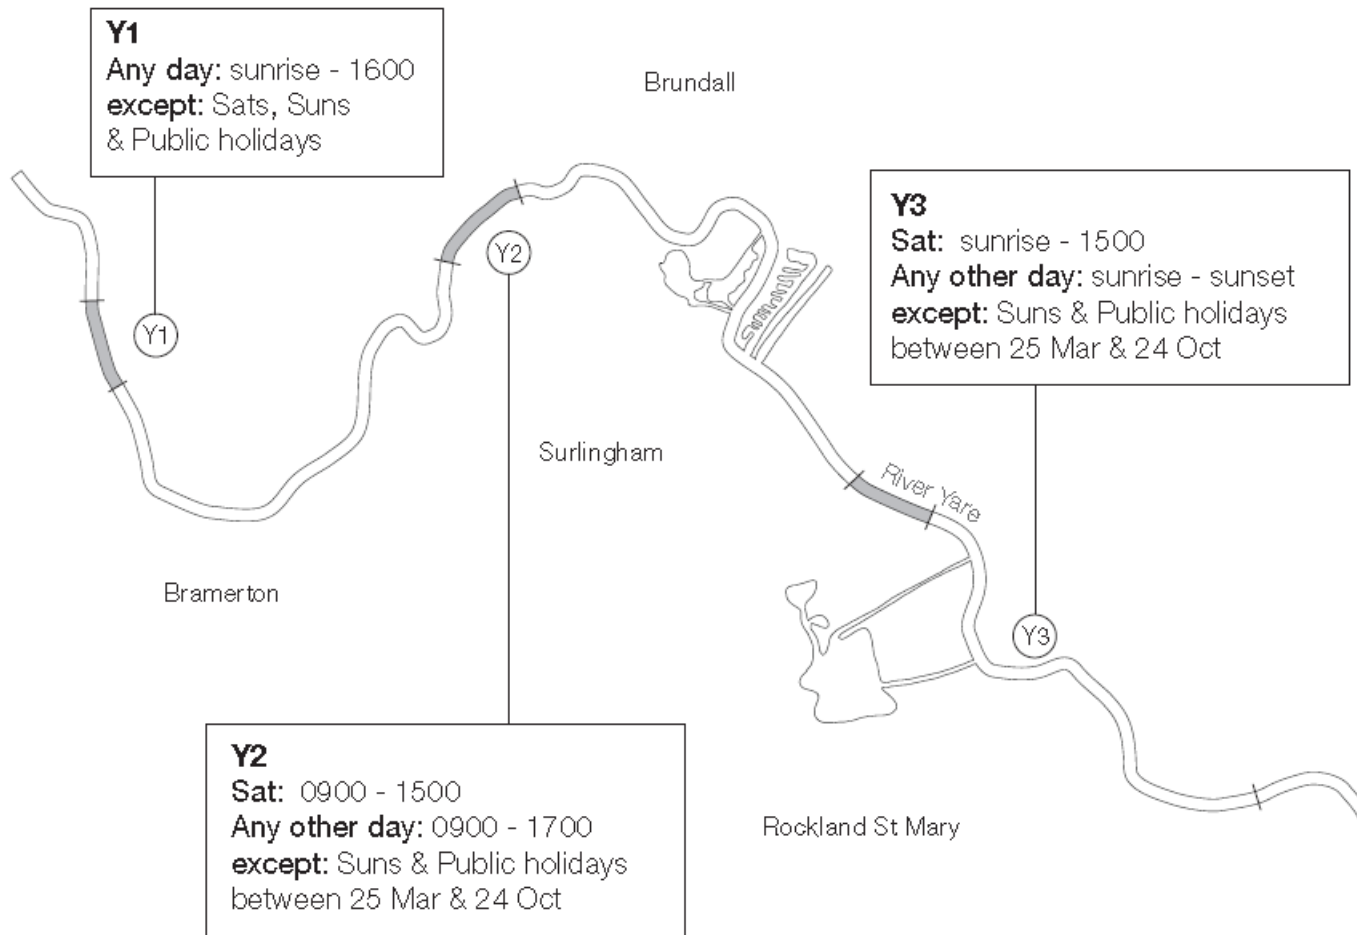 Y1
Any day: sunrise - 1600
except: Sats, Suns
& Public holidays
Brundall
Y3
Sat: sunrise - 1500
Any other day: sunrise - sunset
except: Suns & Public holidays
between 25 Mar & 24 Oct
Y2
Y1
Surlingham
River Yare
Bramerton
Y3
Y2
Sat: 0900 - 1500
Any other day: 0900 - 1700
except: Suns & Public holidays
between 25 Mar & 24 Oct
Rockland St Mary